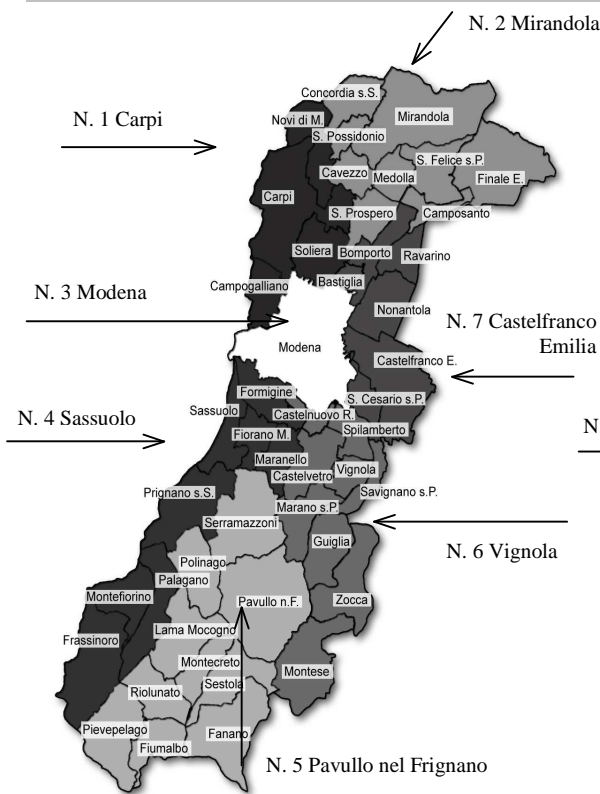 N. 2 Mirandola
Concordia s.S.
Mirandola
N. 1 Carpi
Novi di M.
S. Possidonio
S. Felice s.P.
Cavezzo
Medolla
Finale E.
Carpi
S. Prospero
Camposanto
Soliera
Bomporto
Ravarino
Campogalliano
Bastiglia
N. 3 Modena
Nonantola
N. 7 Castelfranco
Emilia
Modena
Castelfranco E.
Formigine
S. Cesario s.P.
Sassuolo
Castelnuovo R.
N. 4 Sassuolo
Fiorano M.
Spilamberto
N
Maranello
Vignola
Castelvetro
Prignano s.S.
Savignano s.P.
Marano s.P.
Serramazzoni
Guiglia
N. 6 Vignola
Polinago
Palagano
Montefiorino
Pavullo n.F.
Zocca
Lama Mocogno
Frassinoro
Montecreto
Montese
Sestola
Riolunato
Pievepelago
Fanano
Fiumalbo
N. 5 Pavullo nel Frignano